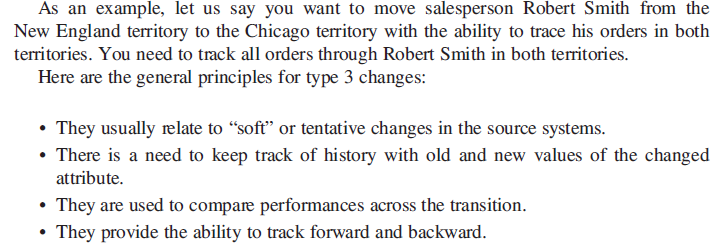 As an example, let us say you want to move salesperson Robert Smith from the
New England territory to the Chicago territory with the ability to trace his orders in both
territories. You need to track all orders through Robert Smith in both territories.
Here are the general principles for type 3 changes:
• They usually relate to “soft” or tentative changes in the source systems.
• There is a need to keep track of history with old and new values of the changed
attribute.
• They are used to compare performances across the transition.
• They provide the ability to track forward and backward.